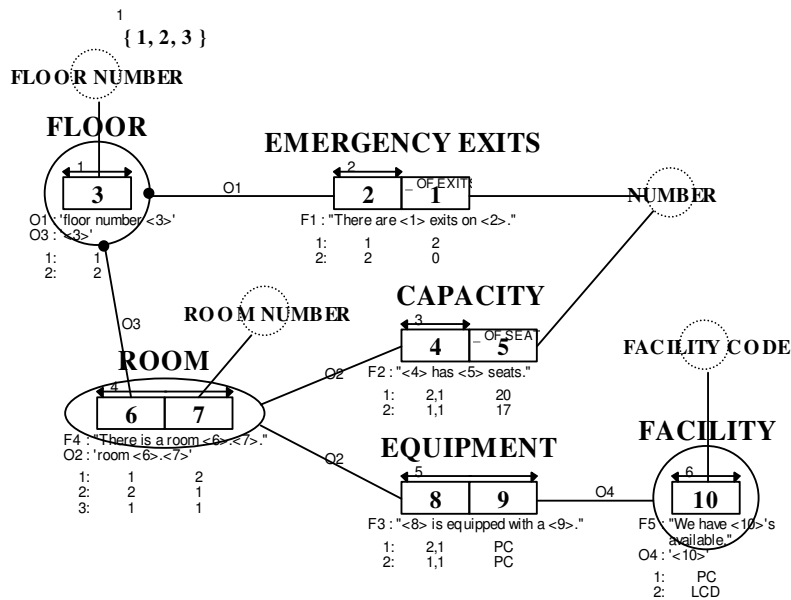 1
{ 1, 2, 3 }
FLOOR NUMBER
FLOOR
EMERGENCY EXITS
1
3
O1
2
2
_ OF EXITS
1
NUMBER
O1 : 'floor number <3>'
O3 : '<3>'
1: 1
2: 2
F1 : "There are <1> exits on <2>."
1: 1 2
2: 2 0
O3
ROOM NUMBER
CAPACITY
3
4
_ OF SEAT
5
FACILITY CODE
ROOM
O2
F2 : "<4> has <5> seats."
1: 2,1 20
2: 1,1 17
4
6 7
F4 : "There is a room <6>.<7>."
O2 : 'room <6>.<7>'
1: 1 2
2: 2 1
3: 1 1
O2
EQUIPMENT
5
8 9
O4
FACILITY
6
10
F3 : "<8> is equipped with a <9>."
1: 2,1 PC
2: 1,1 PC
F5 : "We have <10>'s
available."
O4 : '<10>'
1: PC
2: LCD